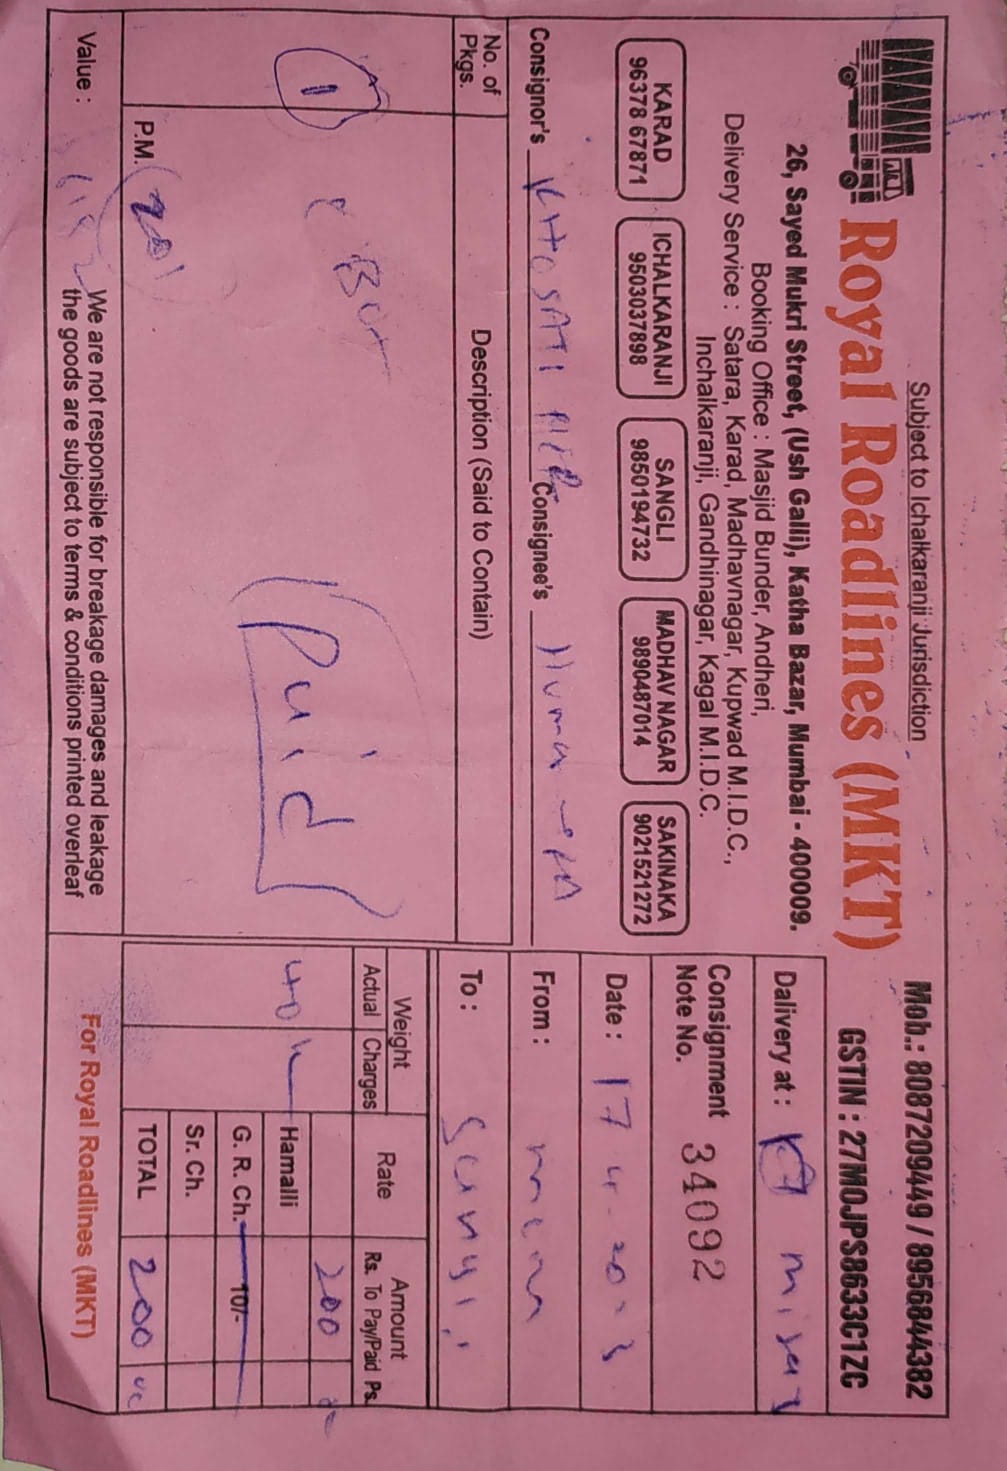 Subject to Ichalkaranji Jurisdiction
Mob.: 8087209449 / 8956844382
Royal Roadlines (MKT)
GSTIN : 27MOJPS8633C1ZC
26, Sayed Mukri Street, (Ush Galli), Katha Bazar, Mumbai - 400009.
Booking Office : Masjid Bunder, Andheri,
Delivery Service : Satara, Karad, Madhavnagar, Kupwad M.I.D.C.,
Inchalkaranji, Gandhinagar, Kagal M.I.D.C.
KARAD
96378 67871
ICHALKARANJI
9503037898
SANGLI
9850194732
MADHAV NAGAR
9890487014
SAKINAKA
9021521272
Dalivery at :
Consignment
Note No. 34092
Date : 17
From :
To : Sangli
Consignor's
Consignee's
No. of
Pkgs.
Description (Said to Contain)
Weight
Actual Charges
Rate
Amount
Rs. To Pay/Paid Ps.
1
Box
Paid
40 k
200
Hamalli
G. R. Ch. 10/-
Sr. Ch.
TOTAL 200
P.M.
Value :
We are not responsible for breakage damages and leakage
the goods are subject to terms & conditions printed overleaf
For Royal Roadlines (MKT)